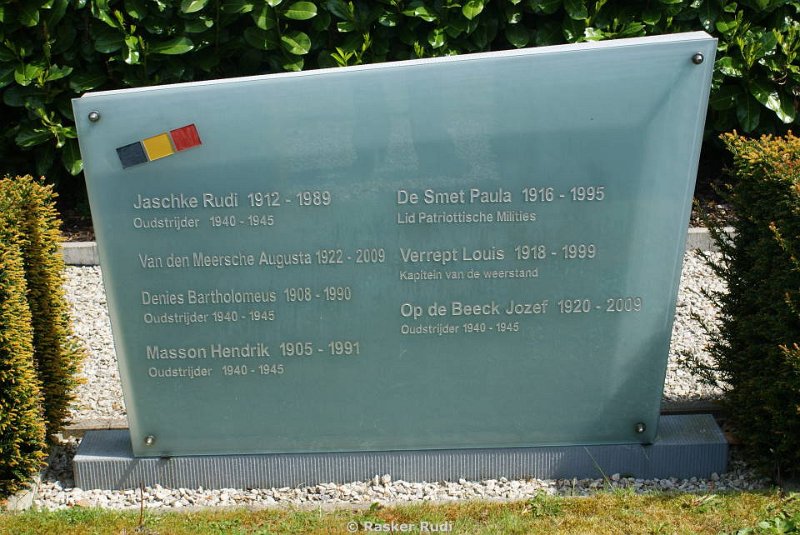 Jaschke Rudi 1912 - 1989
Oudstrijder 1940 - 1945
Van den Meersche Augusta 1922 - 2009
Denies Bartholomeus 1908 - 1990
Oudstrijder 1940 - 1945
Masson Hendrik 1905 - 1991
Oudstrijder 1940 - 1945
De Smet Paula 1916 - 1995
Lid Patriottische Milities
Verrept Louis 1918 - 1999
Kapitein van de weerstand
Op de Beeck Jozef 1920 - 2009
Oudstrijder 1940 - 1945
© Rasker Rudi